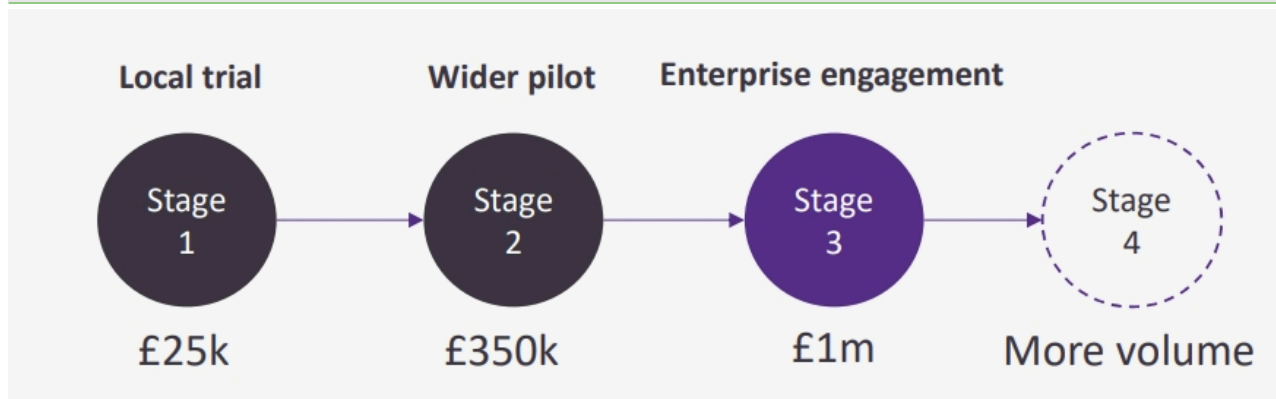 Local trial
Wider pilot
Enterprise engagement
Stage
1
Stage
2
Stage
3
Stage
4
£25k
£350k
£1m
More volume